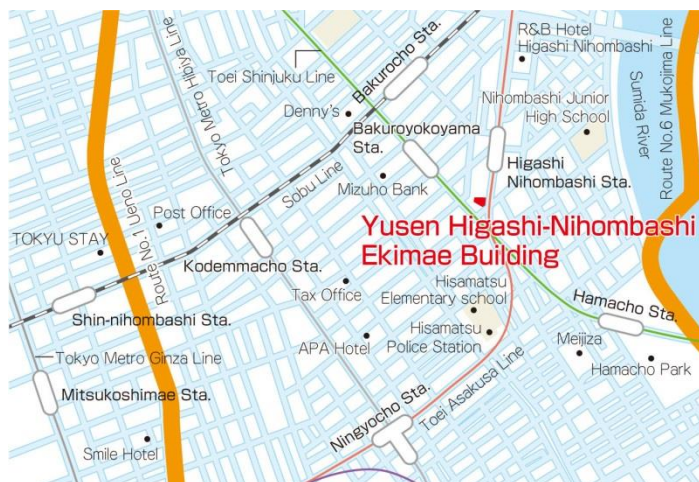 Toei Shinjuku Line
Tokyo Metro Hibiya Line
Bakurocho Sta.
R&B Hotel
Higashi Nihombashi
Denny's
Bakuroyokoyama
Sta.
Nihombashi Junior
High School
Sumida River
Route No.6 Mukojima Line
Higashi
Nihombashi Sta.
Sobu Line
Mizuho Bank
Post Office
TOKYU STAY
Route No.1 Ueno Line
Kodemmacho Sta.
Yusen Higashi-Nihombashi
Ekimae Building
Tax Office
Hisamatsu
Elementary school
Hamacho Sta.
Shin-nihombashi Sta.
APA Hotel
Hisamatsu
Police Station
Meijiza
Hamacho Park
Tokyo Metro Ginza Line
Mitsukoshimae Sta.
Ningyocho Sta.
Toei Asakusa Line
Smile Hotel